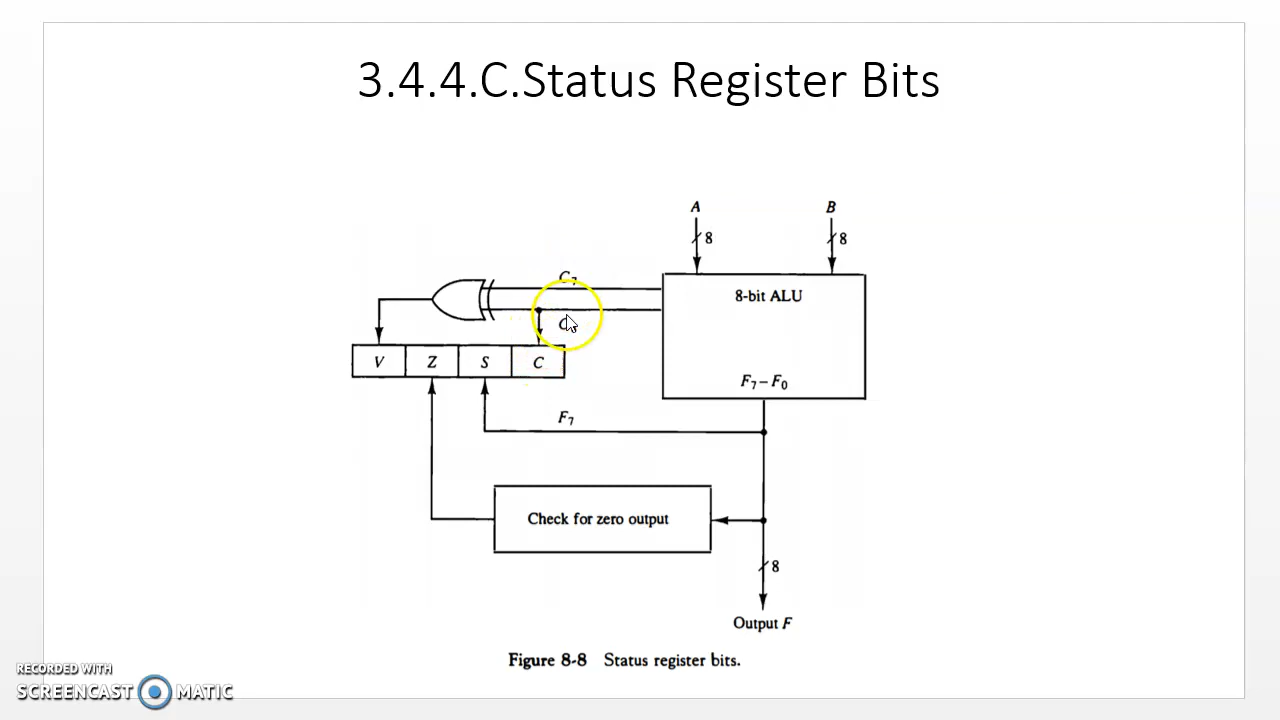 3.4.4.C.Status Register Bits
A B
8 8
C7
8-bit ALU
C
V Z S C
F7–F0
F7
Check for zero output
8
Output F
Figure 8-8 Status register bits.
RECORDED WITH
SCREENCAST MATIC